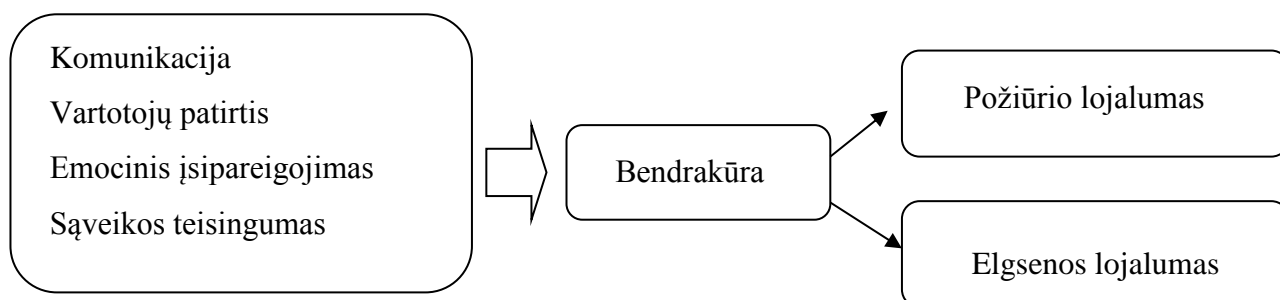 Komunikacija
Vartotojų patirtis
Emocinis įsipareigojimas
Sąveikos teisingumas
Bendrakūra
Požiūrio lojalumas
Elgsenos lojalumas